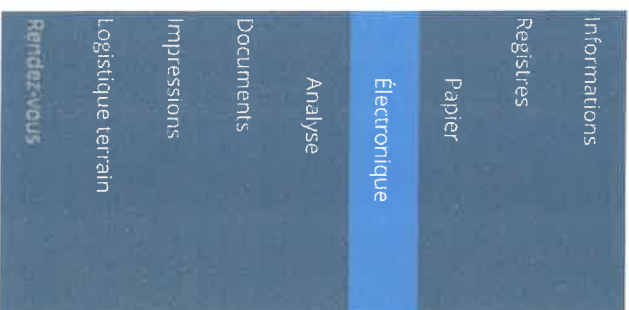 Informations
Registres
Papier
Électronique
Analyse
Documents
Impressions
Logistique terrain
Rendez-vous